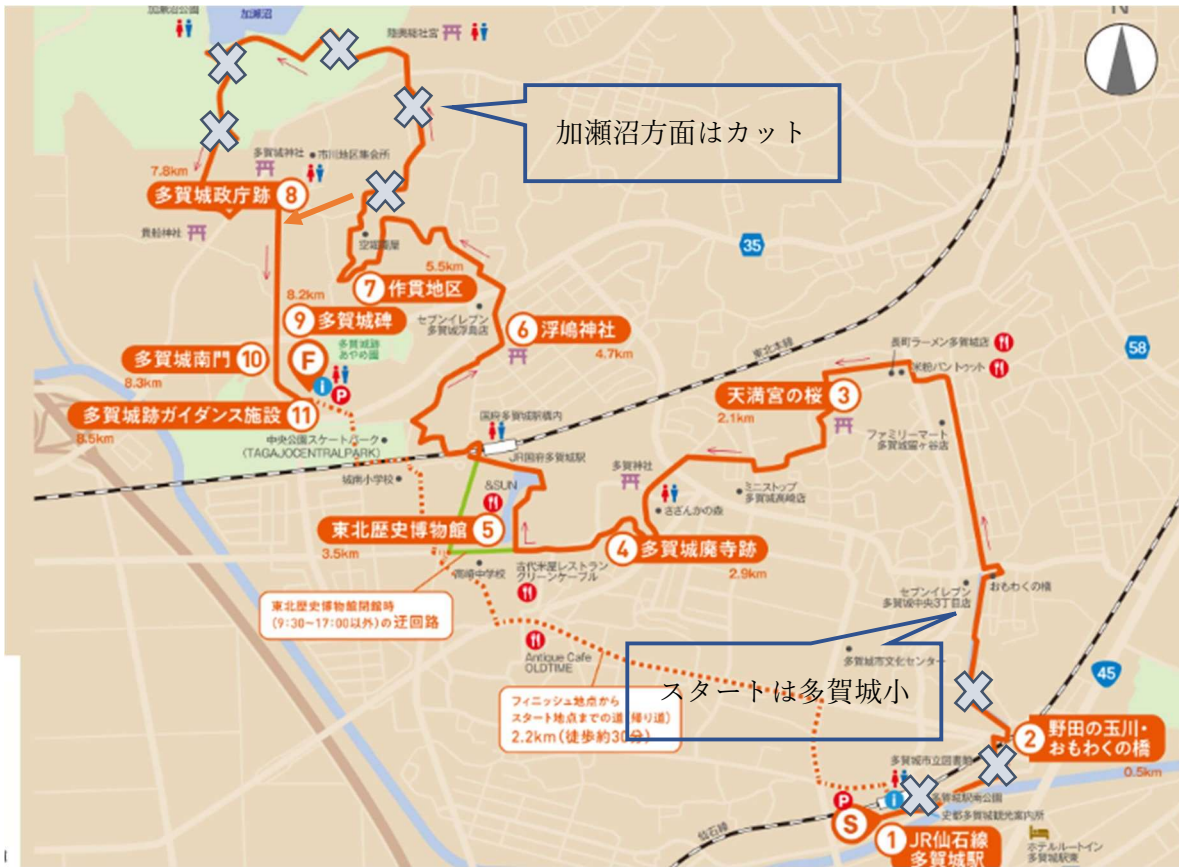 加瀬沼公園
加瀬沼
陸奥総社宮
N
加瀬沼方面はカット
多賀城神社
市川地区集会所
7.8km
多賀城政庁跡 8
貴船神社
空堀茶屋
35
7 作貫地区
5.5km
8.2km
9 多賀城碑
セブンイレブン
多賀城浮島店
6 浮嶋神社
4.7km
多賀城跡
あやめ園
多賀城南門 10
8.3km
F
i
P
多賀城跡ガイダンス施設 11
8.5km
東北本線
長町ラーメン多賀城店
米粉パントゥット
58
天満宮の桜 3
2.1km
ファミリーマート
多賀城留ヶ谷店
国府多賀城駅構内
JR国府多賀城駅
中央公園スケートパーク
(TAGAJOCENTRALPARK)
城南小学校
&SUN
多賀神社
ミニストップ
多賀城高崎店
さざんかの森
東北歴史博物館 5
3.5km
4 多賀城廃寺跡
2.9km
高崎中学校
古代米屋レストラン
グリーンケープル
セブンイレブン
多賀城中央3丁目店
おもわくの橋
東北歴史博物館閉館時
(9:30~17:00以外)の迂回路
Antique Cafe
OLDTIME
多賀城市文化センター
スタートは多賀城小
45
フィニッシュ地点から
スタート地点までの道(帰り道)
2.2km(徒歩約30分)
2 野田の玉川・
おもわくの橋
0.5km
多賀城市立図書館
P
i
多賀城駅南公園
史都多賀城観光案内所
S
仙石線
1 JR仙石線
多賀城駅
ホテルルートイン
多賀城駅東